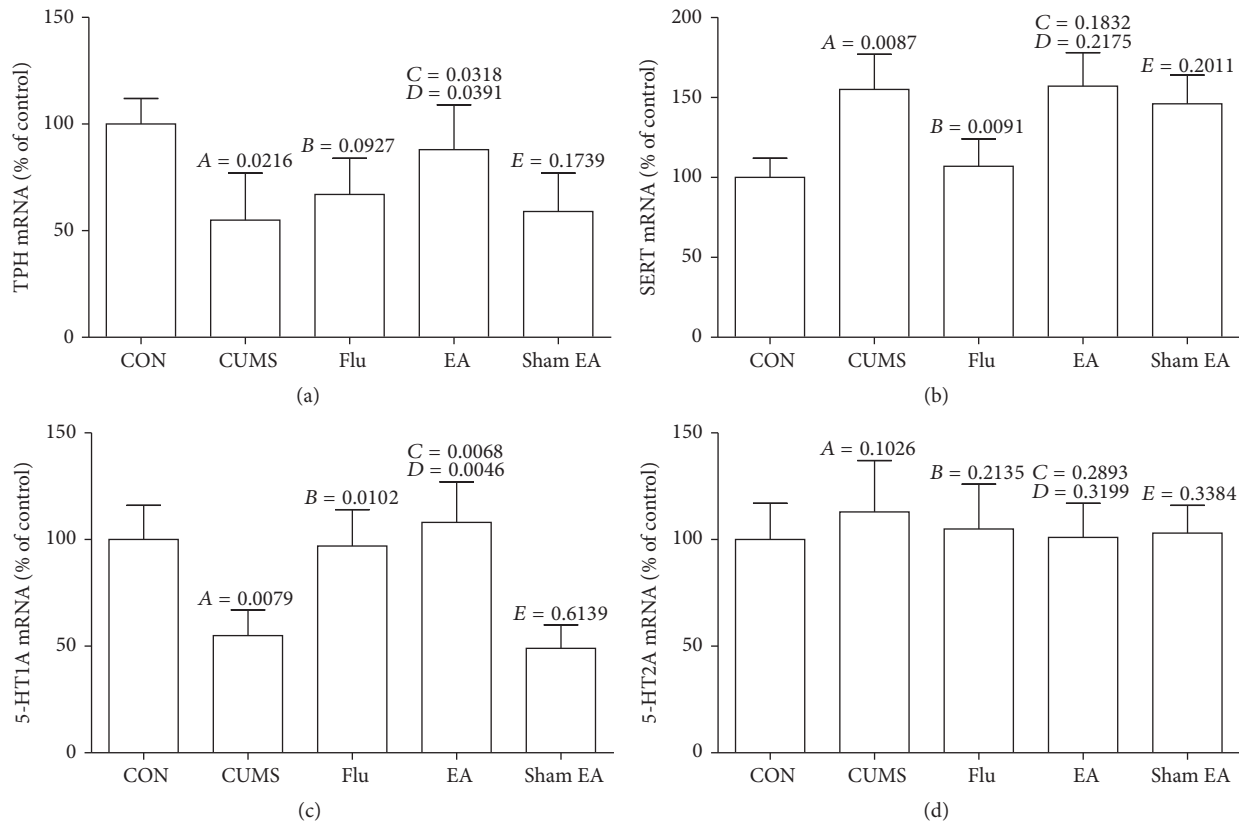 TPH mRNA (% of control)
150
100
50
0
A = 0.0216
B = 0.0927
C = 0.0318
D = 0.0391
E = 0.1739
CON CUMS Flu EA Sham EA
(a)
SERT mRNA (% of control)
200
150
100
50
0
A = 0.0087
B = 0.0091
C = 0.1832
D = 0.2175
E = 0.2011
CON CUMS Flu EA Sham EA
(b)
5-HT1A mRNA (% of control)
150
100
50
0
A = 0.0079
B = 0.0102
C = 0.0068
D = 0.0046
E = 0.6139
CON CUMS Flu EA Sham EA
(c)
5-HT2A mRNA (% of control)
150
100
50
0
A = 0.1026
B = 0.2135
C = 0.2893
D = 0.3199
E = 0.3384
CON CUMS Flu EA Sham EA
(d)